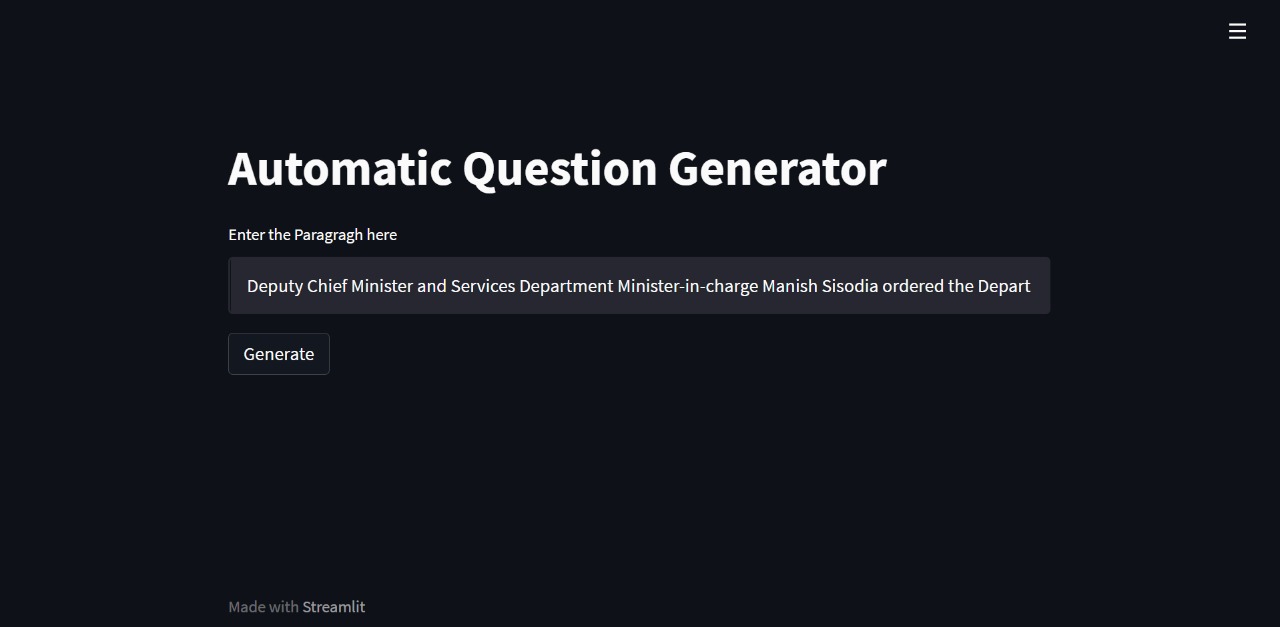 Automatic Question Generator
Enter the Paragragh here
Deputy Chief Minister and Services Department Minister-in-charge Manish Sisodia ordered the Depart
Generate
Made with Streamlit